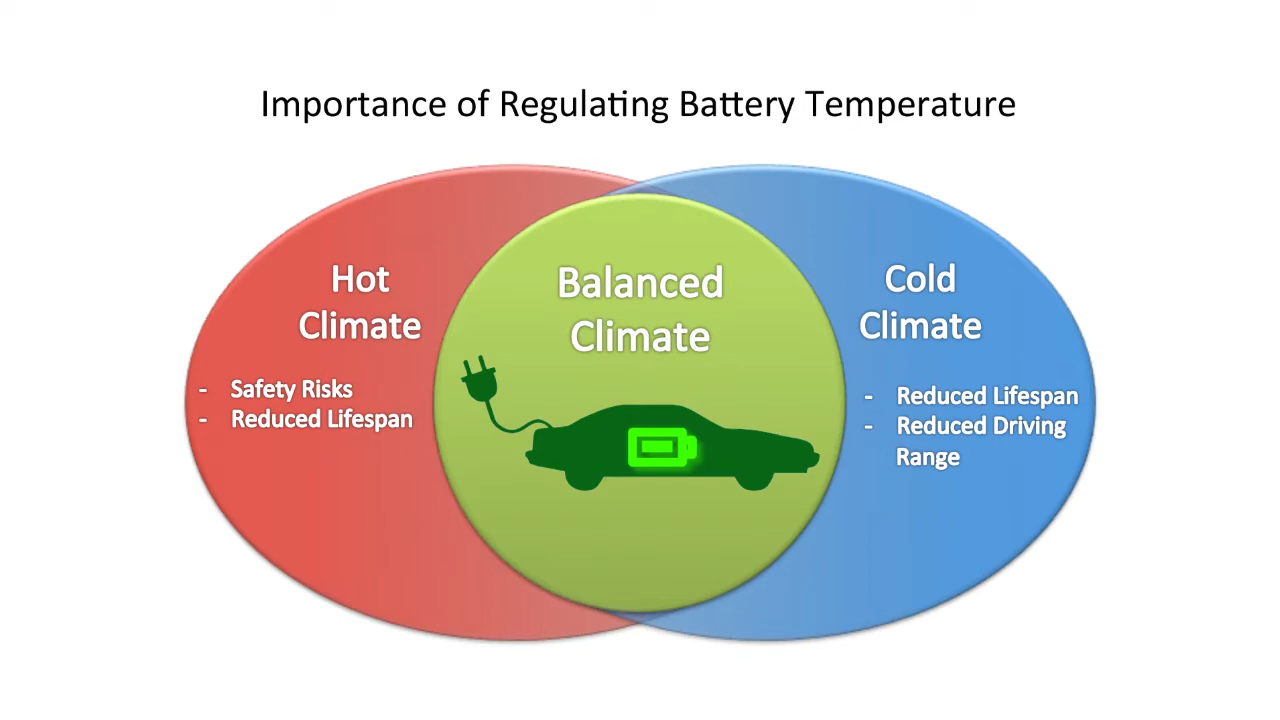 Importance of Regulating Battery Temperature
Hot
Climate
- Safety Risks
- Reduced Lifespan
Balanced
Climate
Cold
Climate
- Reduced Lifespan
- Reduced Driving
Range